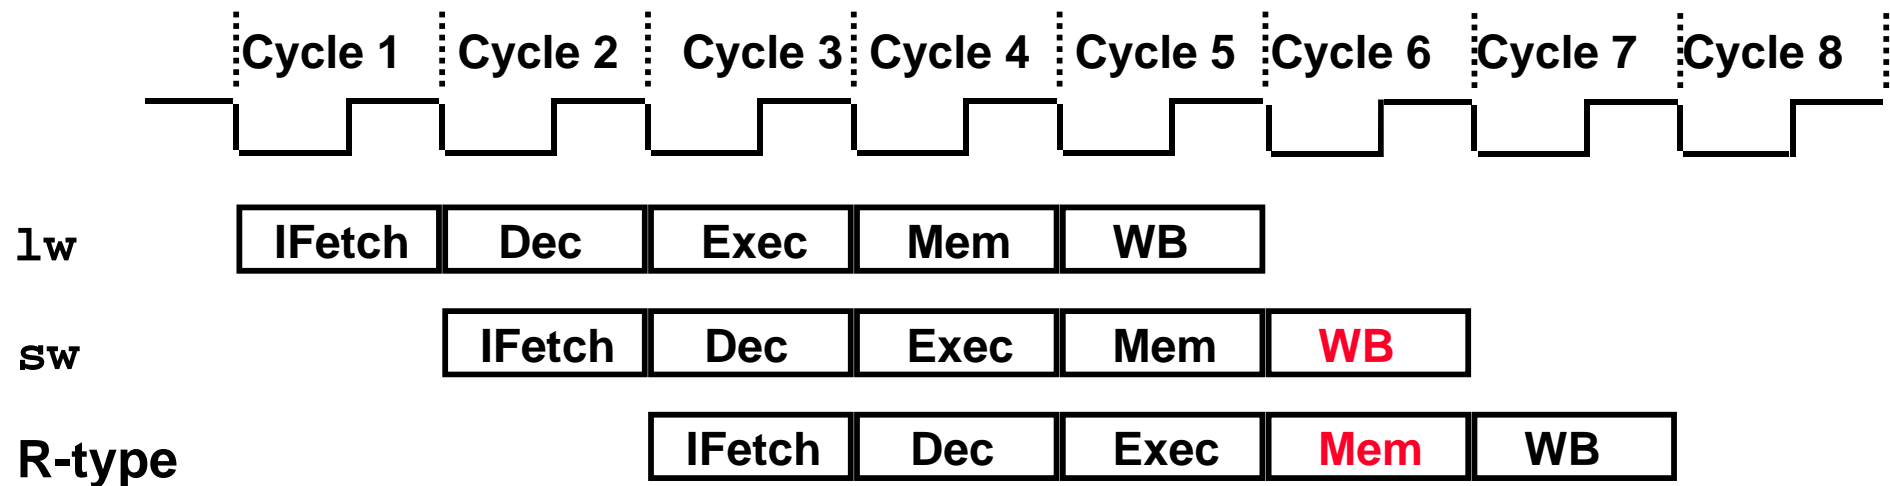 Cycle 1 Cycle 2 Cycle 3 Cycle 4 Cycle 5 Cycle 6 Cycle 7 Cycle 8
lw IFetch Dec Exec Mem WB
sw IFetch Dec Exec Mem WB
R-type IFetch Dec Exec Mem WB